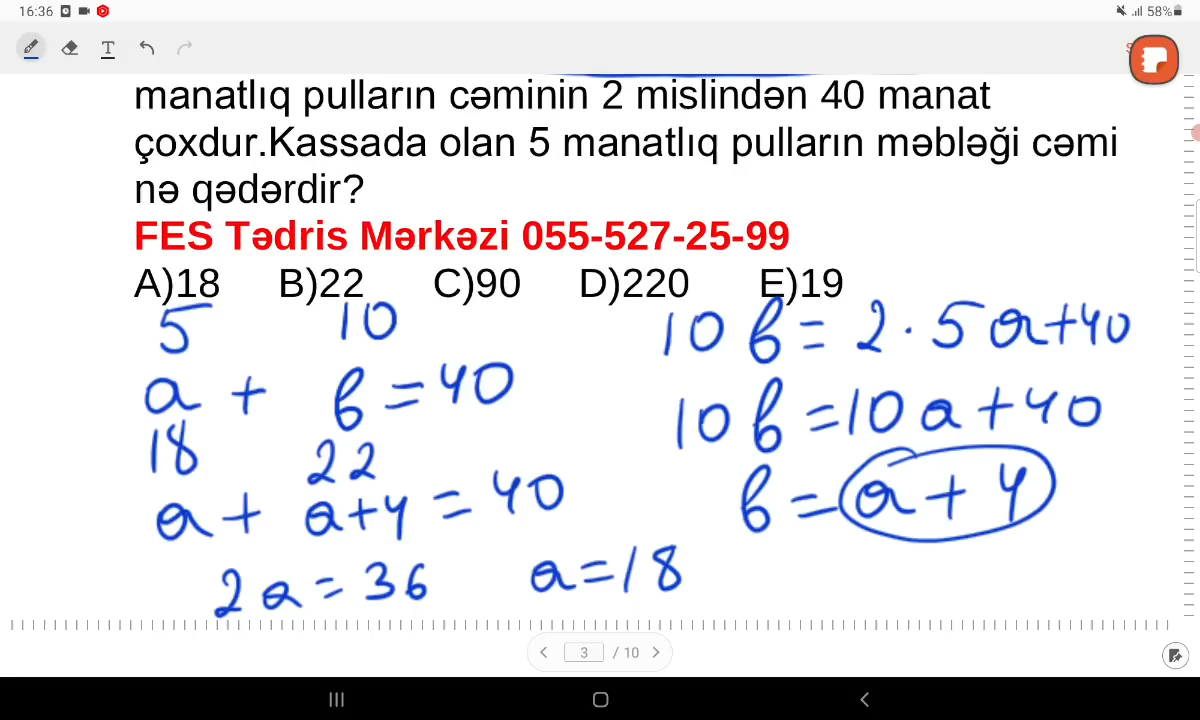 16:36 58%
T
manatlıq pulların cəminin 2 mislindən 40 manat
çoxdur.Kassada olan 5 manatlıq pulların məbləği cəmi
nə qədərdir?
FES Tədris Mərkəzi 055-527-25-99
A)18 B)22 C)90 D)220 E)19
5 10
a + b = 40
18 22
a + a+4 = 40
2a = 36 a=18
10 b = 2·5a+40
10 b = 10a+40
b = a+4
3 / 10